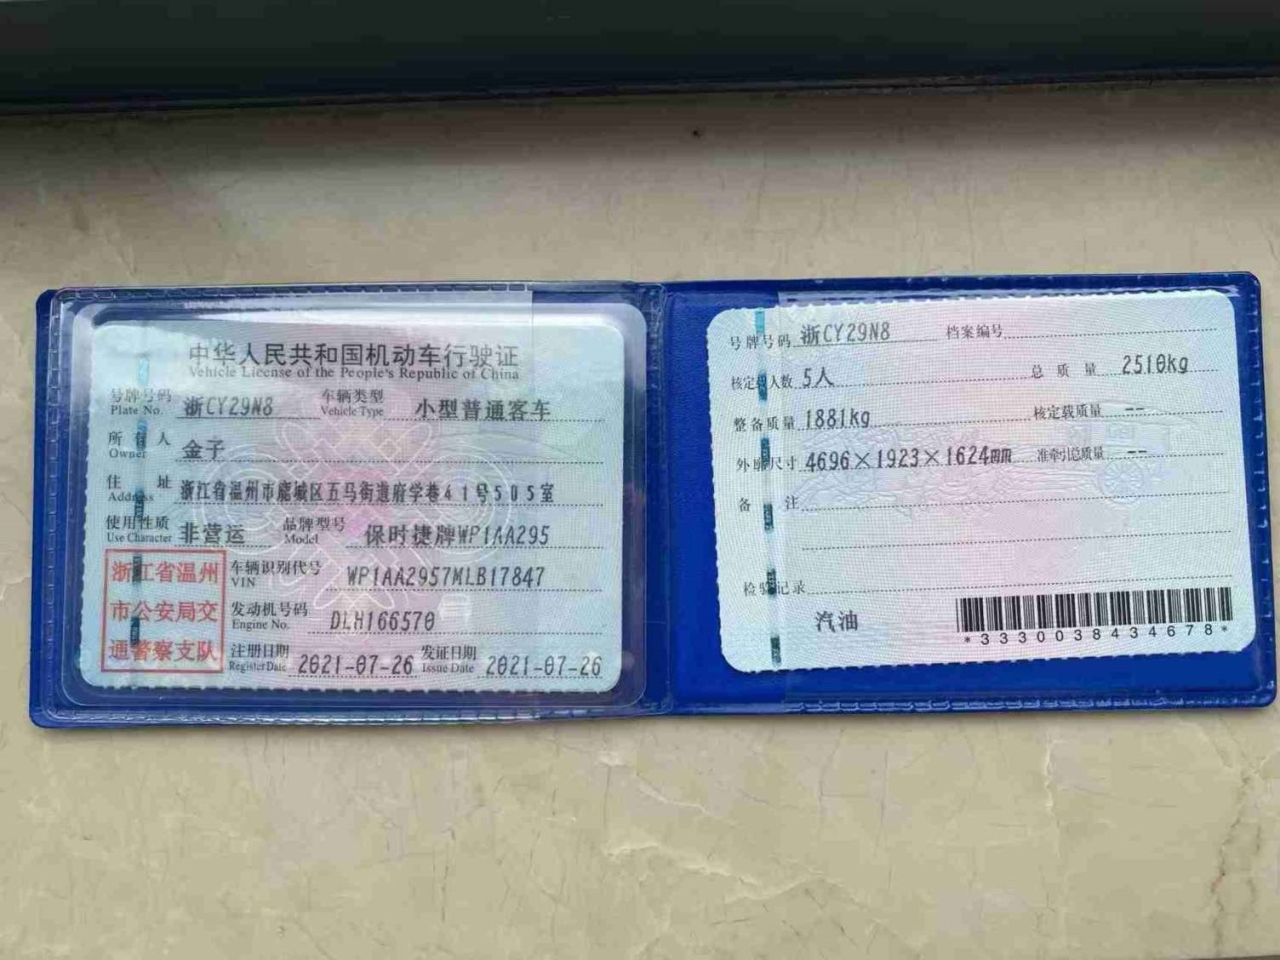 中华人民共和国机动车行驶证
Vehicle License of the People's Republic of China
号牌号码 浙CY29N8 车辆类型 小型普通客车
Plate No. Vehicle Type
所有人 金子
Owner
住址 浙江省温州市鹿城区五马街道府学巷41号505室
Address
使用性质 非营运 品牌型号 保时捷牌WP1AA295
Use Character Model
浙江省温州
市公安局交
通警察支队
车辆识别代号 WP1AA2957MLB17847
VIN
发动机号码 DLH166570
Engine No.
注册日期 2021-07-26 发证日期 2021-07-26
Register Date Issue Date
号牌号码 浙CY29N8 档案编号
核定载人数 5人 总质量 2510kg
整备质量 1881kg 核定载质量 --
外廓尺寸 4696×1923×1624mm 准牵引总质量 --
备注
检验记录
汽油
*3330038434678*